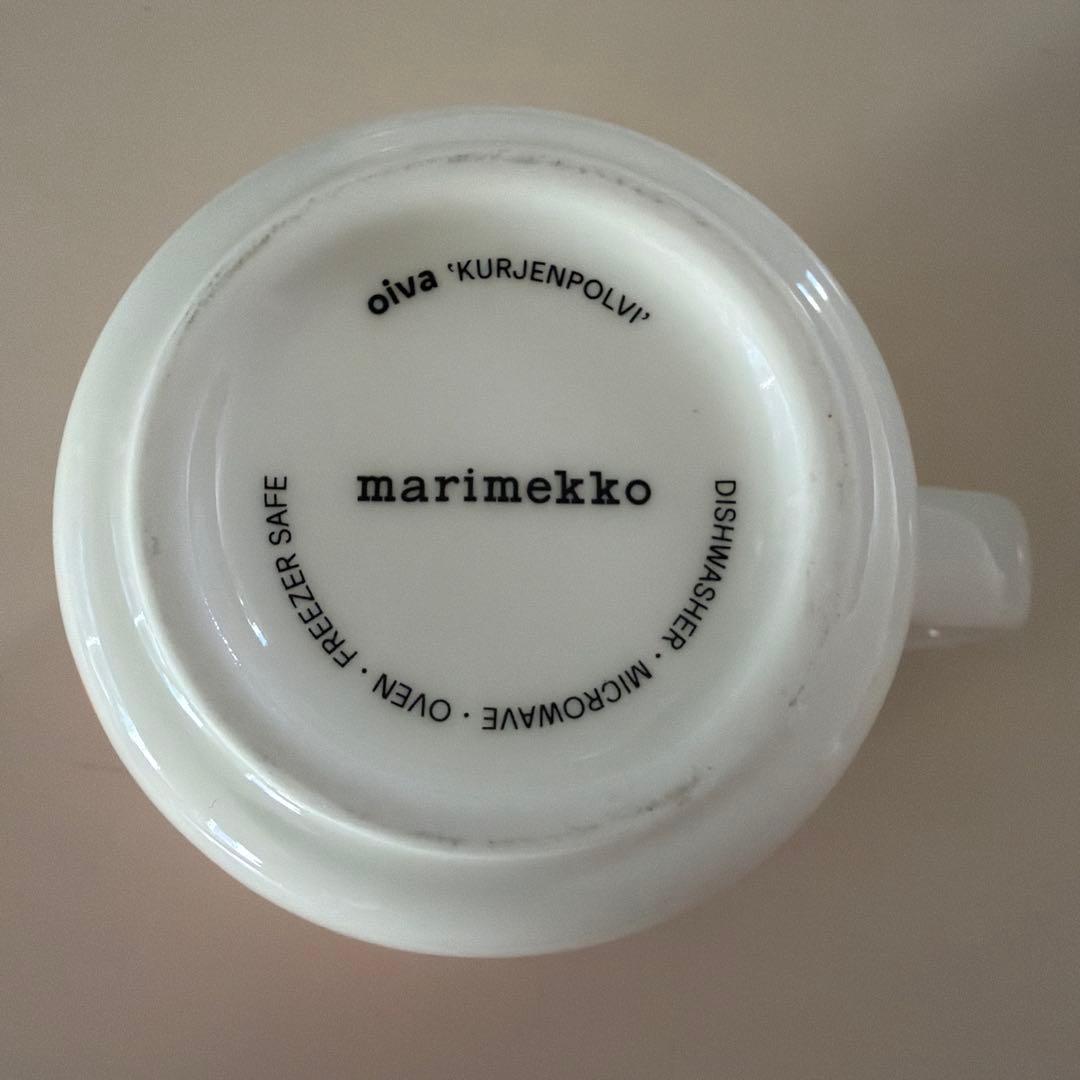 oiva ‘KURJENPOLVI’
marimekko
DISHWASHER · MICROWAVE · OVEN · FREEZER SAFE